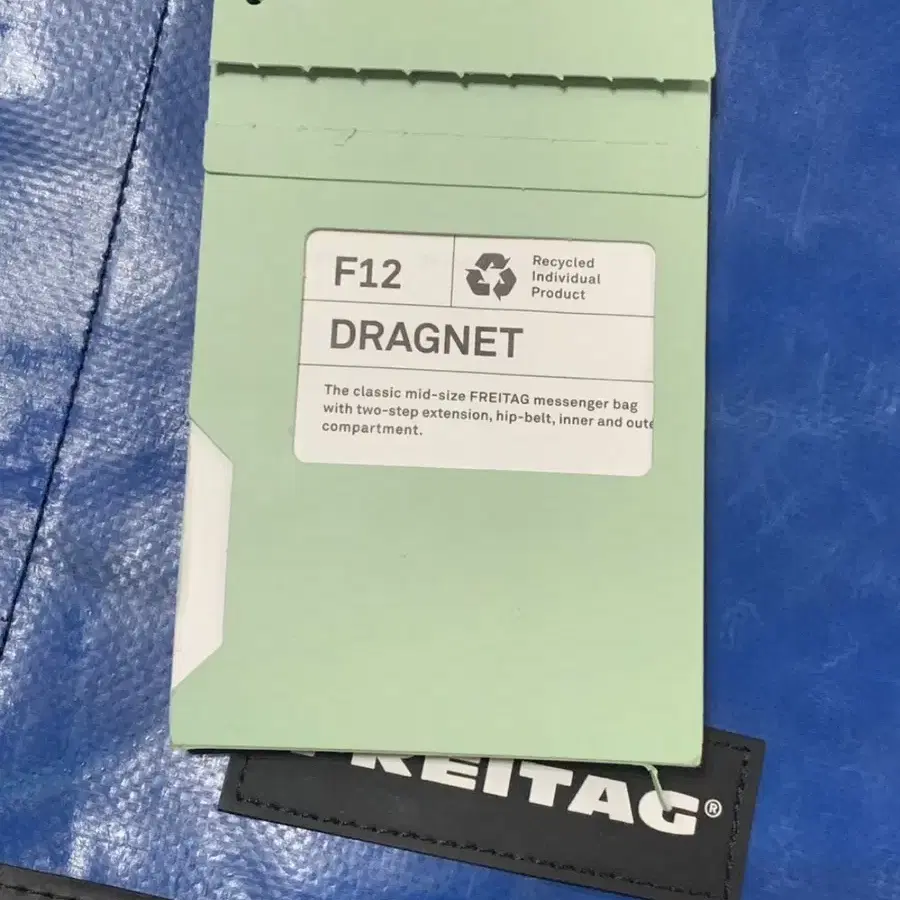 F12
Recycled
Individual
Product
DRAGNET
The classic mid-size FREITAG messenger bag
with two-step extension, hip-belt, inner and oute
compartment.
FREITAG®